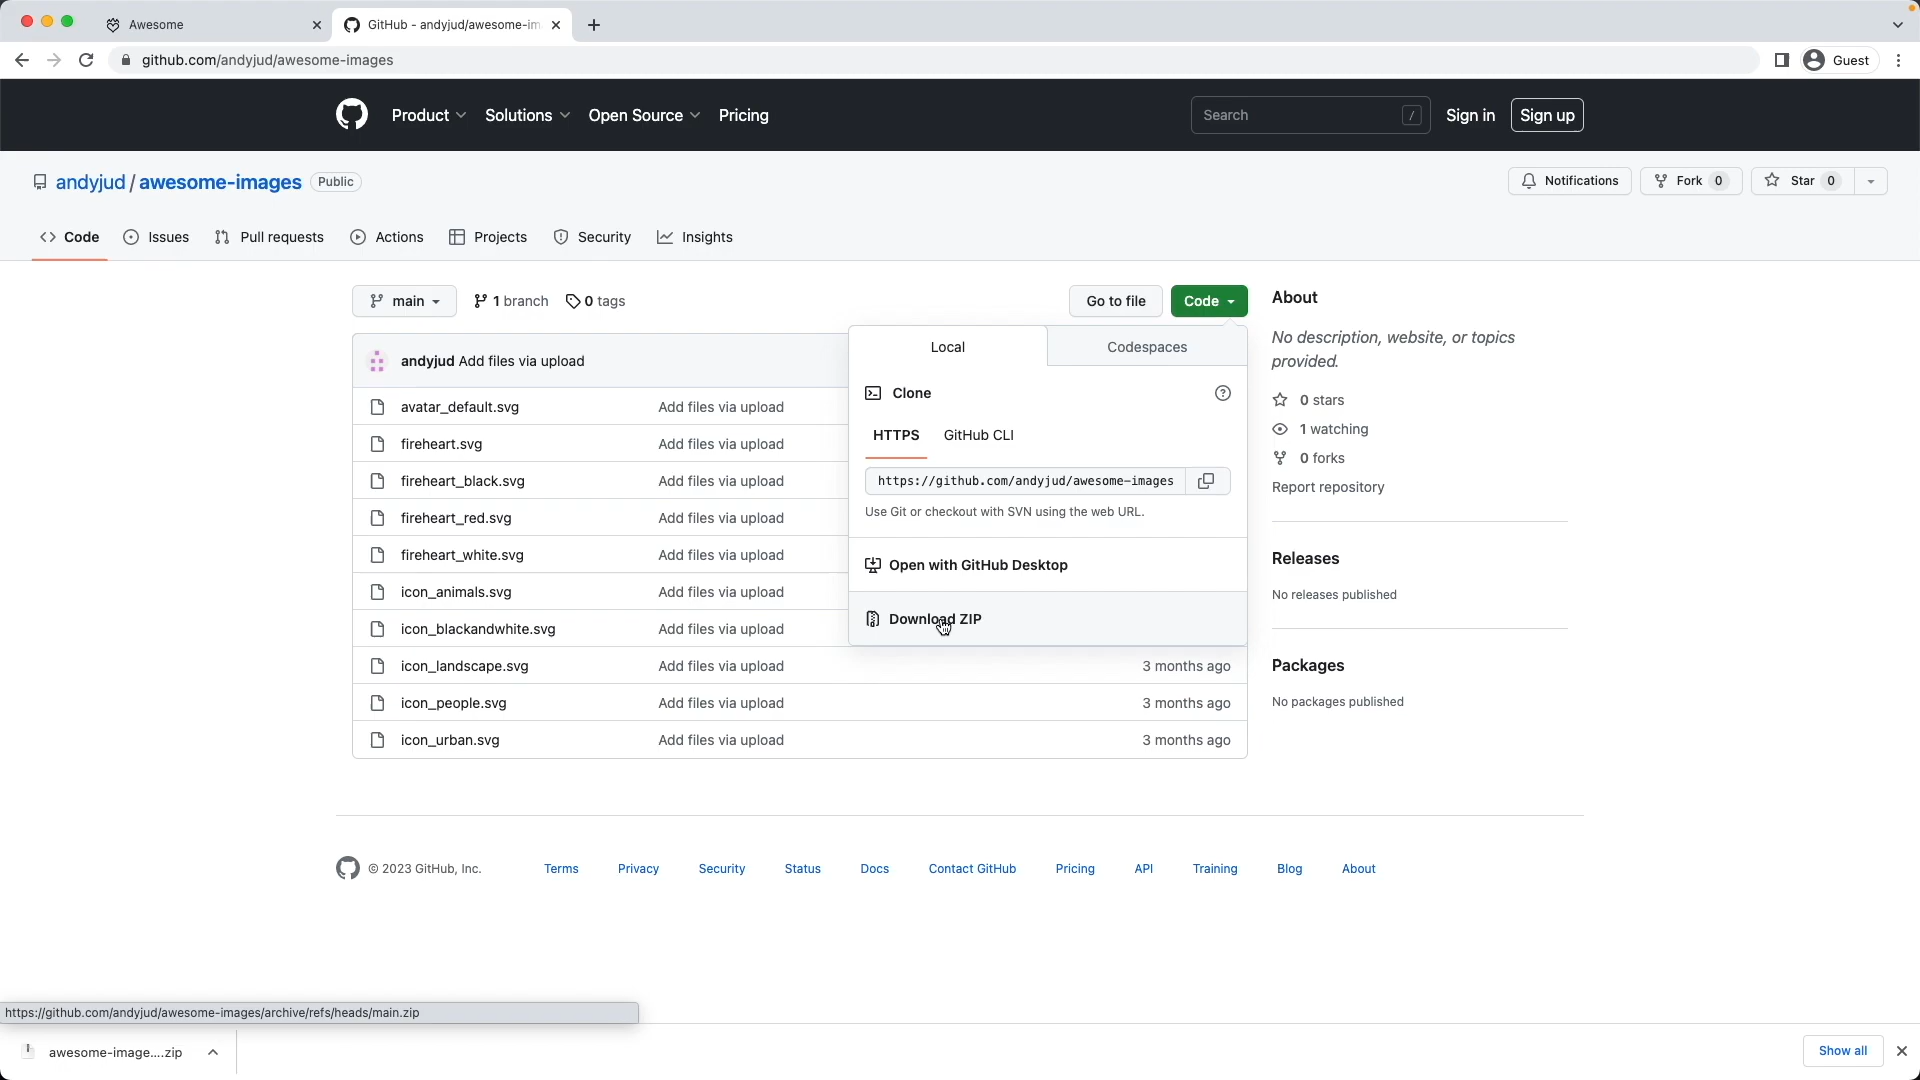 Awesome
GitHub - andyjud/awesome-im
github.com/andyjud/awesome-images
Guest
Product
Solutions
Open Source
Pricing
Search /
Sign in
Sign up
andyjud / awesome-images Public
Notifications
Fork 0
Star 0
Code
Issues
Pull requests
Actions
Projects
Security
Insights
main
1 branch
0 tags
Go to file
Code
andyjud Add files via upload
avatar_default.svg Add files via upload
fireheart.svg Add files via upload
fireheart_black.svg Add files via upload
fireheart_red.svg Add files via upload
fireheart_white.svg Add files via upload
icon_animals.svg Add files via upload
icon_blackandwhite.svg Add files via upload
icon_landscape.svg Add files via upload 3 months ago
icon_people.svg Add files via upload 3 months ago
icon_urban.svg Add files via upload 3 months ago
Local
Codespaces
Clone
HTTPS
GitHub CLI
https://github.com/andyjud/awesome-images
Use Git or checkout with SVN using the web URL.
Open with GitHub Desktop
Download ZIP
About
No description, website, or topics
provided.
0 stars
1 watching
0 forks
Report repository
Releases
No releases published
Packages
No packages published
© 2023 GitHub, Inc.
Terms
Privacy
Security
Status
Docs
Contact GitHub
Pricing
API
Training
Blog
About
https://github.com/andyjud/awesome-images/archive/refs/heads/main.zip
awesome-image....zip
Show all